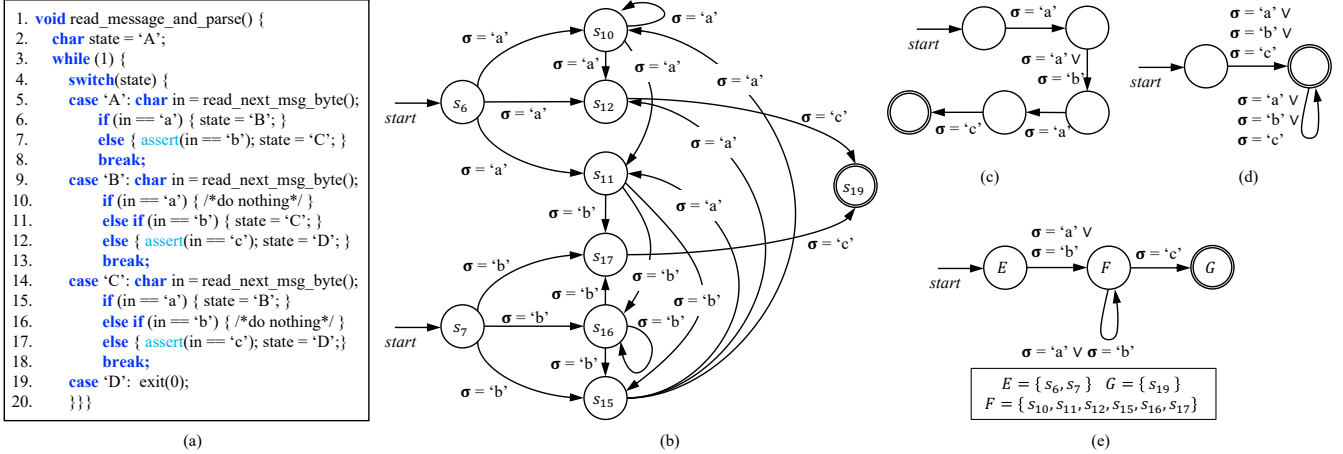 1. void read_message_and_parse() {
2. char state = ‘A’;
3. while (1) {
4. switch(state) {
5. case ‘A’: char in = read_next_msg_byte();
6. if (in == ‘a’) { state = ‘B’; }
7. else { assert(in == ‘b’); state = ‘C’; }
8. break;
9. case ‘B’: char in = read_next_msg_byte();
10. if (in == ‘a’) { /*do nothing*/ }
11. else if (in == ‘b’) { state = ‘C’; }
12. else { assert(in == ‘c’); state = ‘D’; }
13. break;
14. case ‘C’: char in = read_next_msg_byte();
15. if (in == ‘a’) { state = ‘B’; }
16. else if (in == ‘b’) { /*do nothing*/ }
17. else { assert(in == ‘c’); state = ‘D’;}
18. break;
19. case ‘D’: exit(0);
20. }}}
(a)
σ = ‘a’
s10
σ = ‘a’
σ = ‘a’
σ = ‘a’
σ = ‘a’
s6
start
σ = ‘a’
s12
σ = ‘c’
σ = ‘a’
σ = ‘a’
s11
σ = ‘a’
s19
σ = ‘b’
σ = ‘b’
s17
σ = ‘c’
σ = ‘b’
σ = ‘b’
σ = ‘b’
s7
start
σ = ‘b’
s16
σ = ‘b’
σ = ‘b’
σ = ‘b’
s15
(b)
start
σ = ‘a’
σ = ‘a’ ∨
σ = ‘b’
σ = ‘c’
σ = ‘a’
(c)
start
σ = ‘a’ ∨
σ = ‘b’ ∨
σ = ‘c’
σ = ‘a’ ∨
σ = ‘b’ ∨
σ = ‘c’
(d)
start
E
σ = ‘a’ ∨
σ = ‘b’
F
σ = ‘c’
G
σ = ‘a’ ∨ σ = ‘b’
E = { s6, s7 } G = { s19 }
F = { s10, s11, s12, s15, s16, s17}
(e)